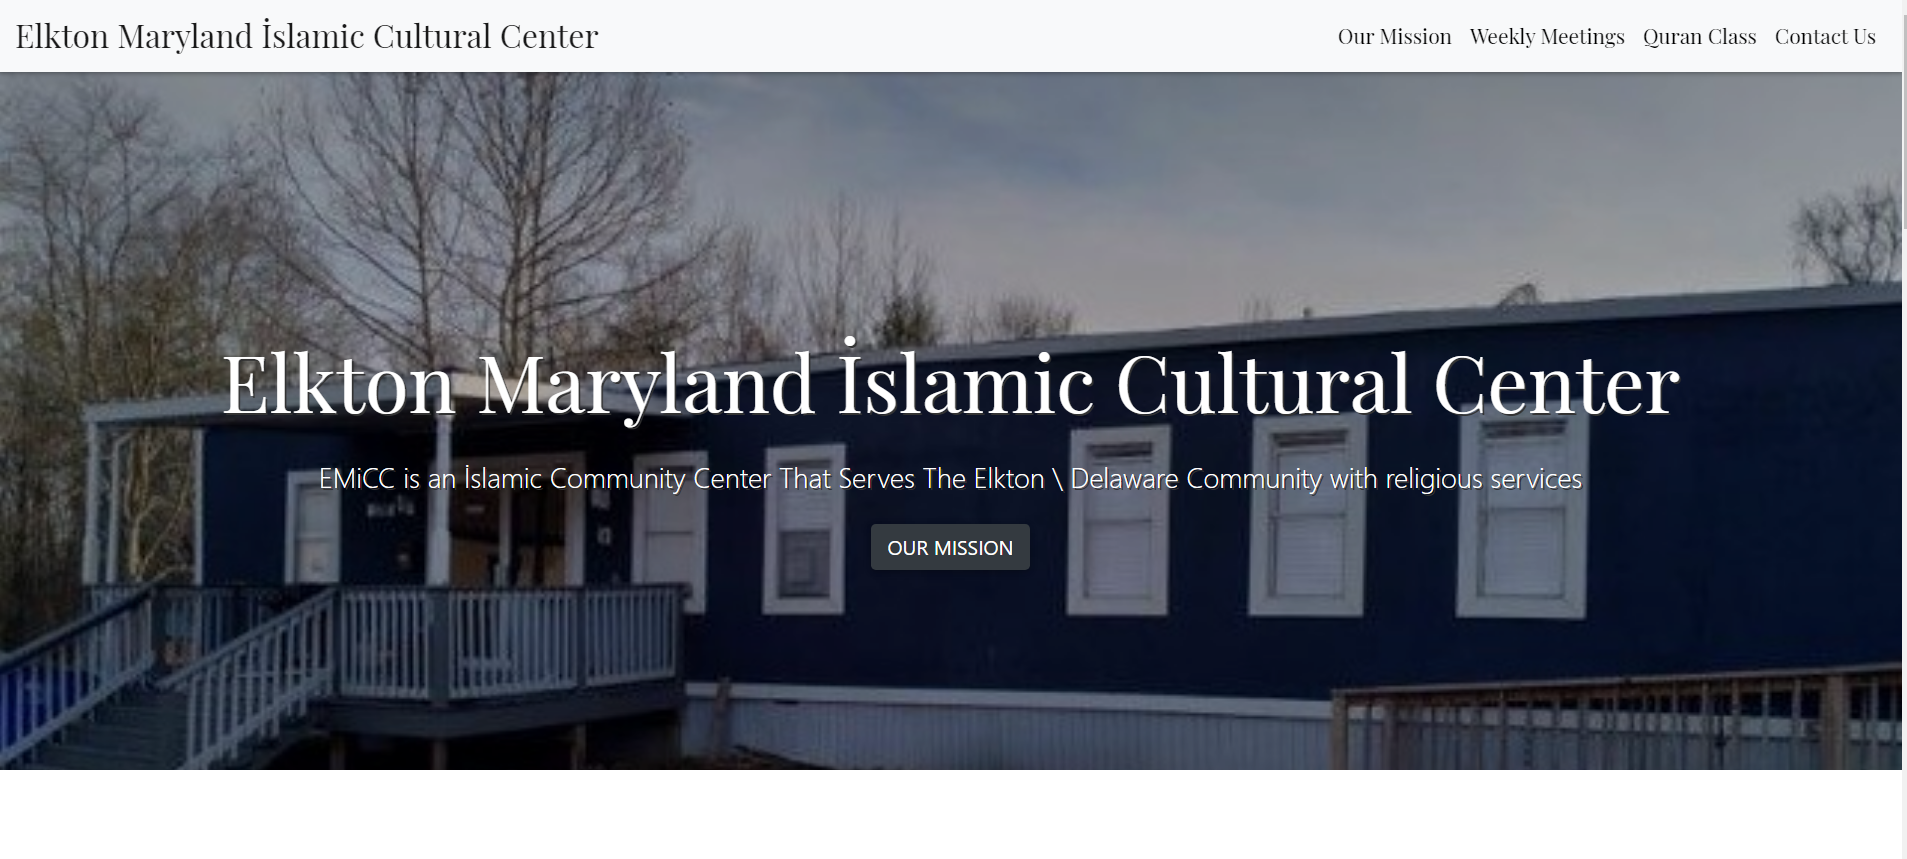 Elkton Maryland İslamic Cultural Center
Our Mission Weekly Meetings Quran Class Contact Us
Elkton Maryland İslamic Cultural Center
EMiCC is an İslamic Community Center That Serves The Elkton \ Delaware Community with religious services
OUR MISSION